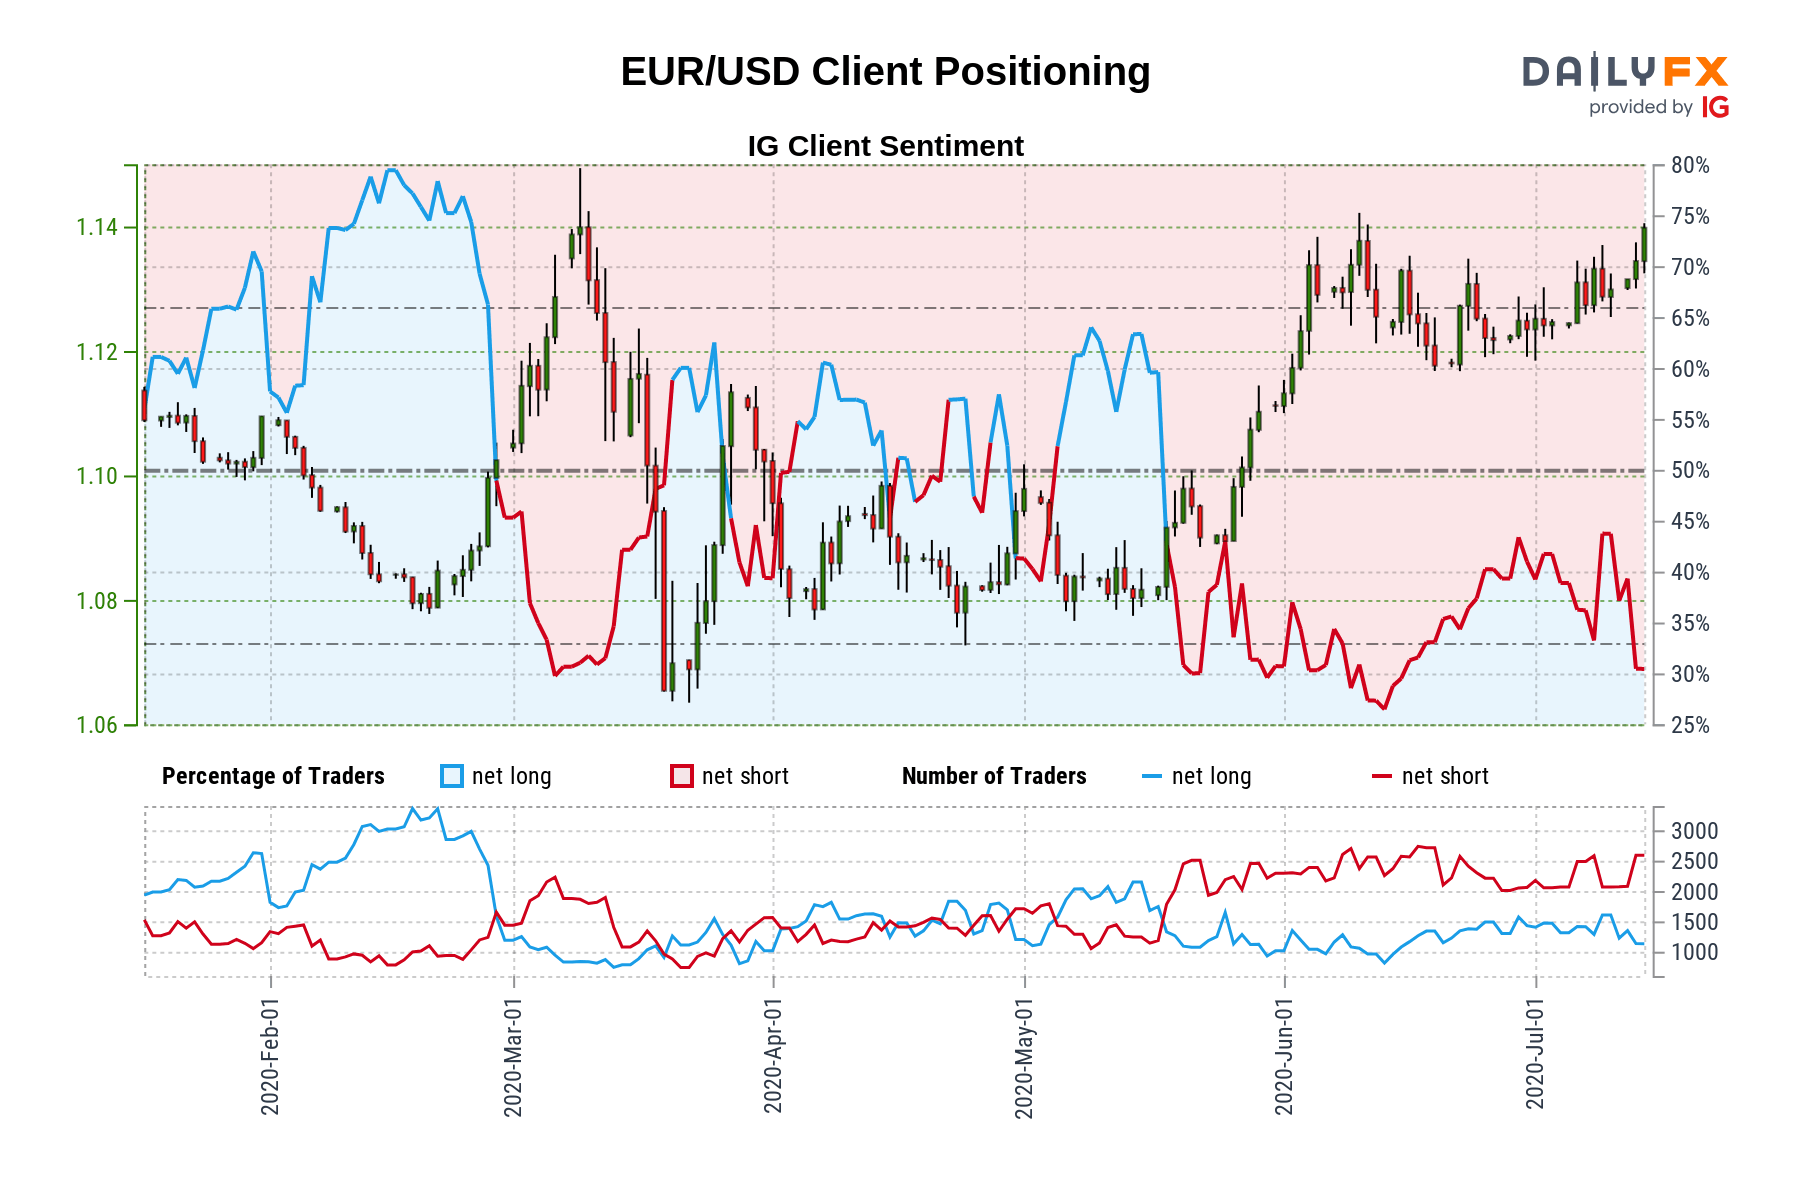 EUR/USD Client Positioning
DAILYFX
provided by IG
IG Client Sentiment
1.14
1.12
1.10
1.08
1.06
80%
75%
70%
65%
60%
55%
50%
45%
40%
35%
30%
25%
Percentage of Traders net long net short Number of Traders net long net short
3000
2500
2000
1500
1000
2020-Feb-01
2020-Mar-01
2020-Apr-01
2020-May-01
2020-Jun-01
2020-Jul-01